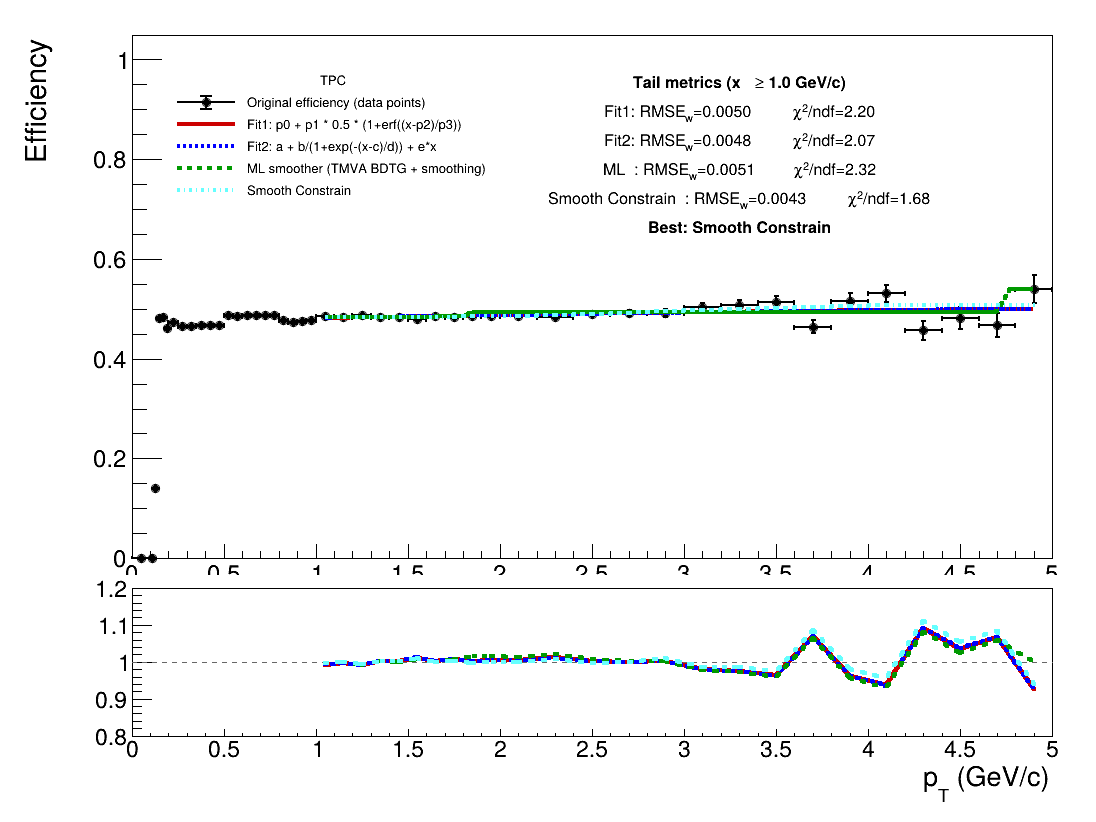 Efficiency
1
0.8
0.6
0.4
0.2
0
TPC
Original efficiency (data points)
Fit1: p0 + p1 * 0.5 * (1+erf((x-p2)/p3))
Fit2: a + b/(1+exp(-(x-c)/d)) + e*x
ML smoother (TMVA BDTG + smoothing)
Smooth Constrain
Tail metrics (x ≥ 1.0 GeV/c)
Fit1: RMSE_w=0.0050 χ²/ndf=2.20
Fit2: RMSE_w=0.0048 χ²/ndf=2.07
ML : RMSE_w=0.0051 χ²/ndf=2.32
Smooth Constrain : RMSE_w=0.0043 χ²/ndf=1.68
Best: Smooth Constrain
0 0.5 1 1.5 2 2.5 3 3.5 4 4.5 5
1.2
1.1
1
0.9
0.8
0 0.5 1 1.5 2 2.5 3 3.5 4 4.5 5
p_T (GeV/c)